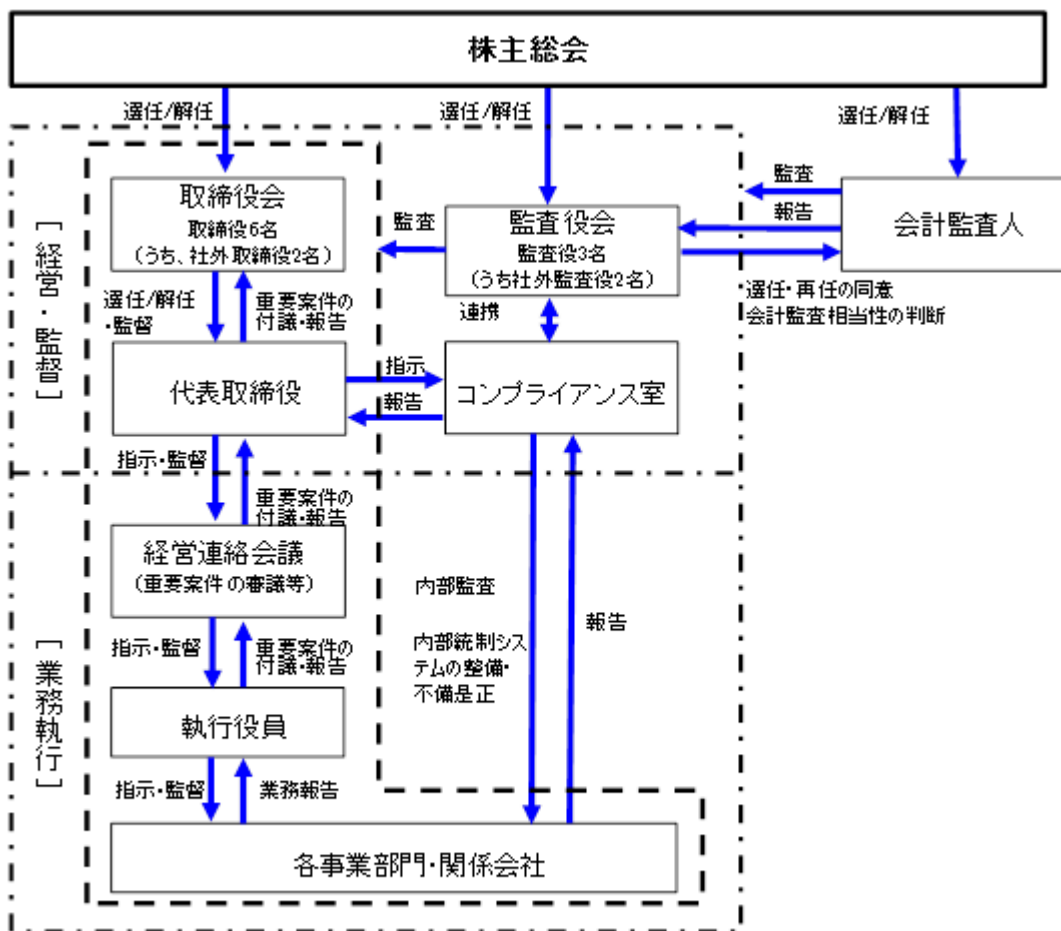 株主総会
選任/解任
選任/解任
選任/解任
[経営・監督]
取締役会
取締役6名
(うち、社外取締役2名)
監査
監査役会
監査役3名
(うち社外監査役2名)
監査
報告
会計監査人
選任・再任の同意
会計監査相当性の判断
選任/解任
・監督
重要案件の
付議・報告
連携
代表取締役
指示
報告
コンプライアンス室
指示・監督
重要案件の
付議・報告
[業務執行]
経営連絡会議
(重要案件の審議等)
内部監査
内部統制シス
テムの整備・
不備是正
報告
指示・監督
重要案件の
付議・報告
執行役員
指示・監督
業務報告
各事業部門・関係会社